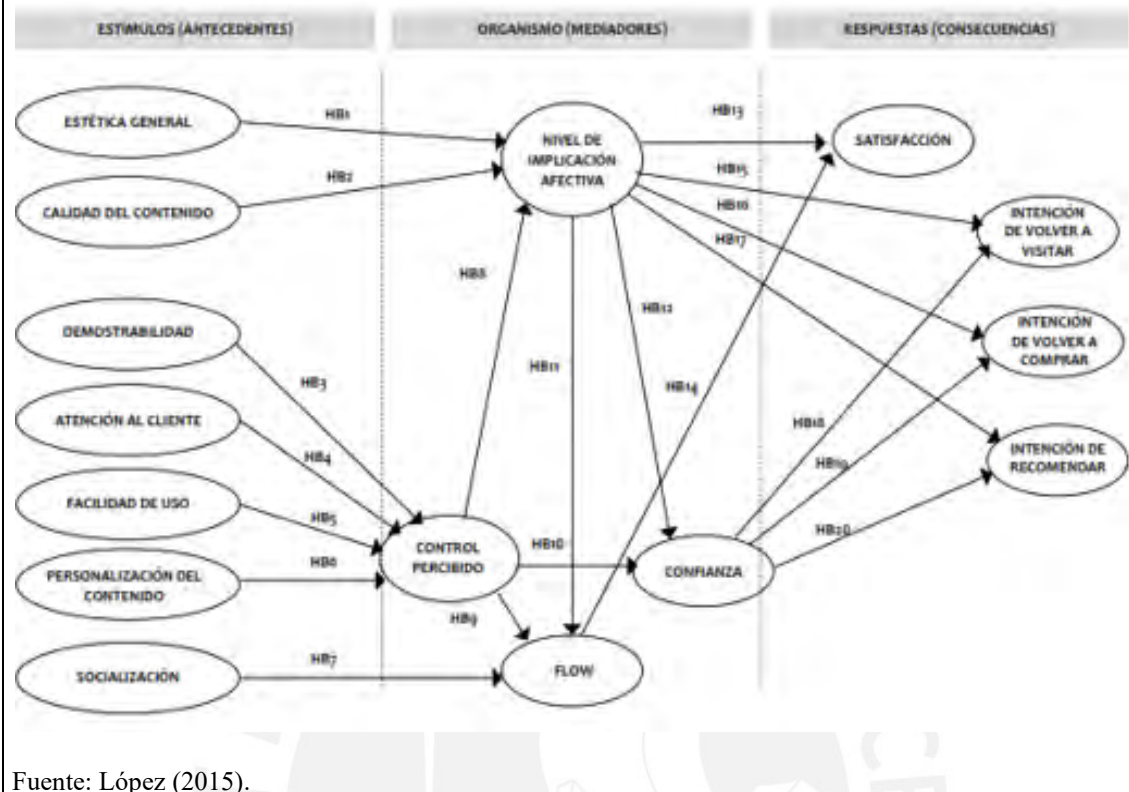 ESTÍMULOS (ANTECEDENTES)
ORGANISMO (MEDIADORES)
RESPUESTAS (CONSECUENCIAS)
ESTÉTICA GENERAL
HB1
NIVEL DE
IMPLICACIÓN
AFECTIVA
HB13
SATISFACCIÓN
CALIDAD DEL CONTENIDO
HB2
HB15
HB16
HB17
INTENCIÓN
DE VOLVER A
VISITAR
HB8
DEMOSTRABILIDAD
HB3
HB12
INTENCIÓN
DE VOLVER A
COMPRAR
HB11
HB14
ATENCIÓN AL CLIENTE
HB4
HB18
HB19
INTENCIÓN DE
RECOMENDAR
FACILIDAD DE USO
HB5
HB20
CONTROL
PERCIBIDO
HB10
CONFIANZA
PERSONALIZACIÓN DEL
CONTENIDO
HB6
HB9
SOCIALIZACIÓN
HB7
FLOW
Fuente: López (2015).